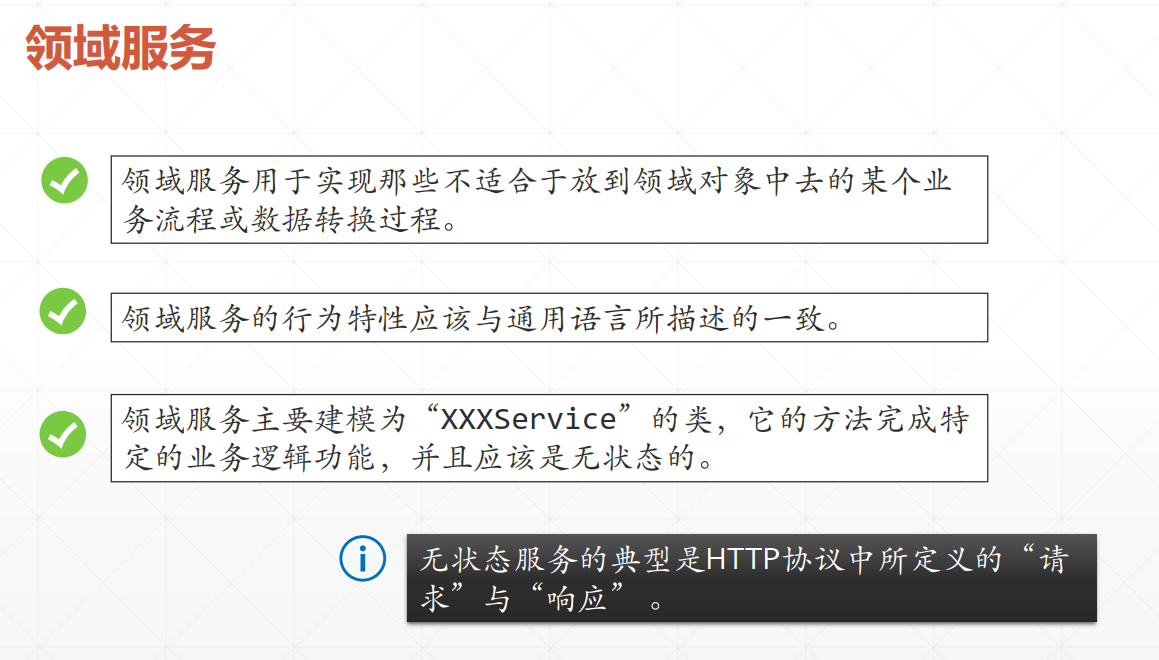 领域服务
领域服务用于实现那些不适合于放到领域对象中去的某个业
务流程或数据转换过程。
领域服务的行为特性应该与通用语言所描述的一致。
领域服务主要建模为“XXXService”的类，它的方法完成特
定的业务逻辑功能，并且应该是无状态的。
无状态服务的典型是HTTP协议中所定义的“请
求”与“响应”。